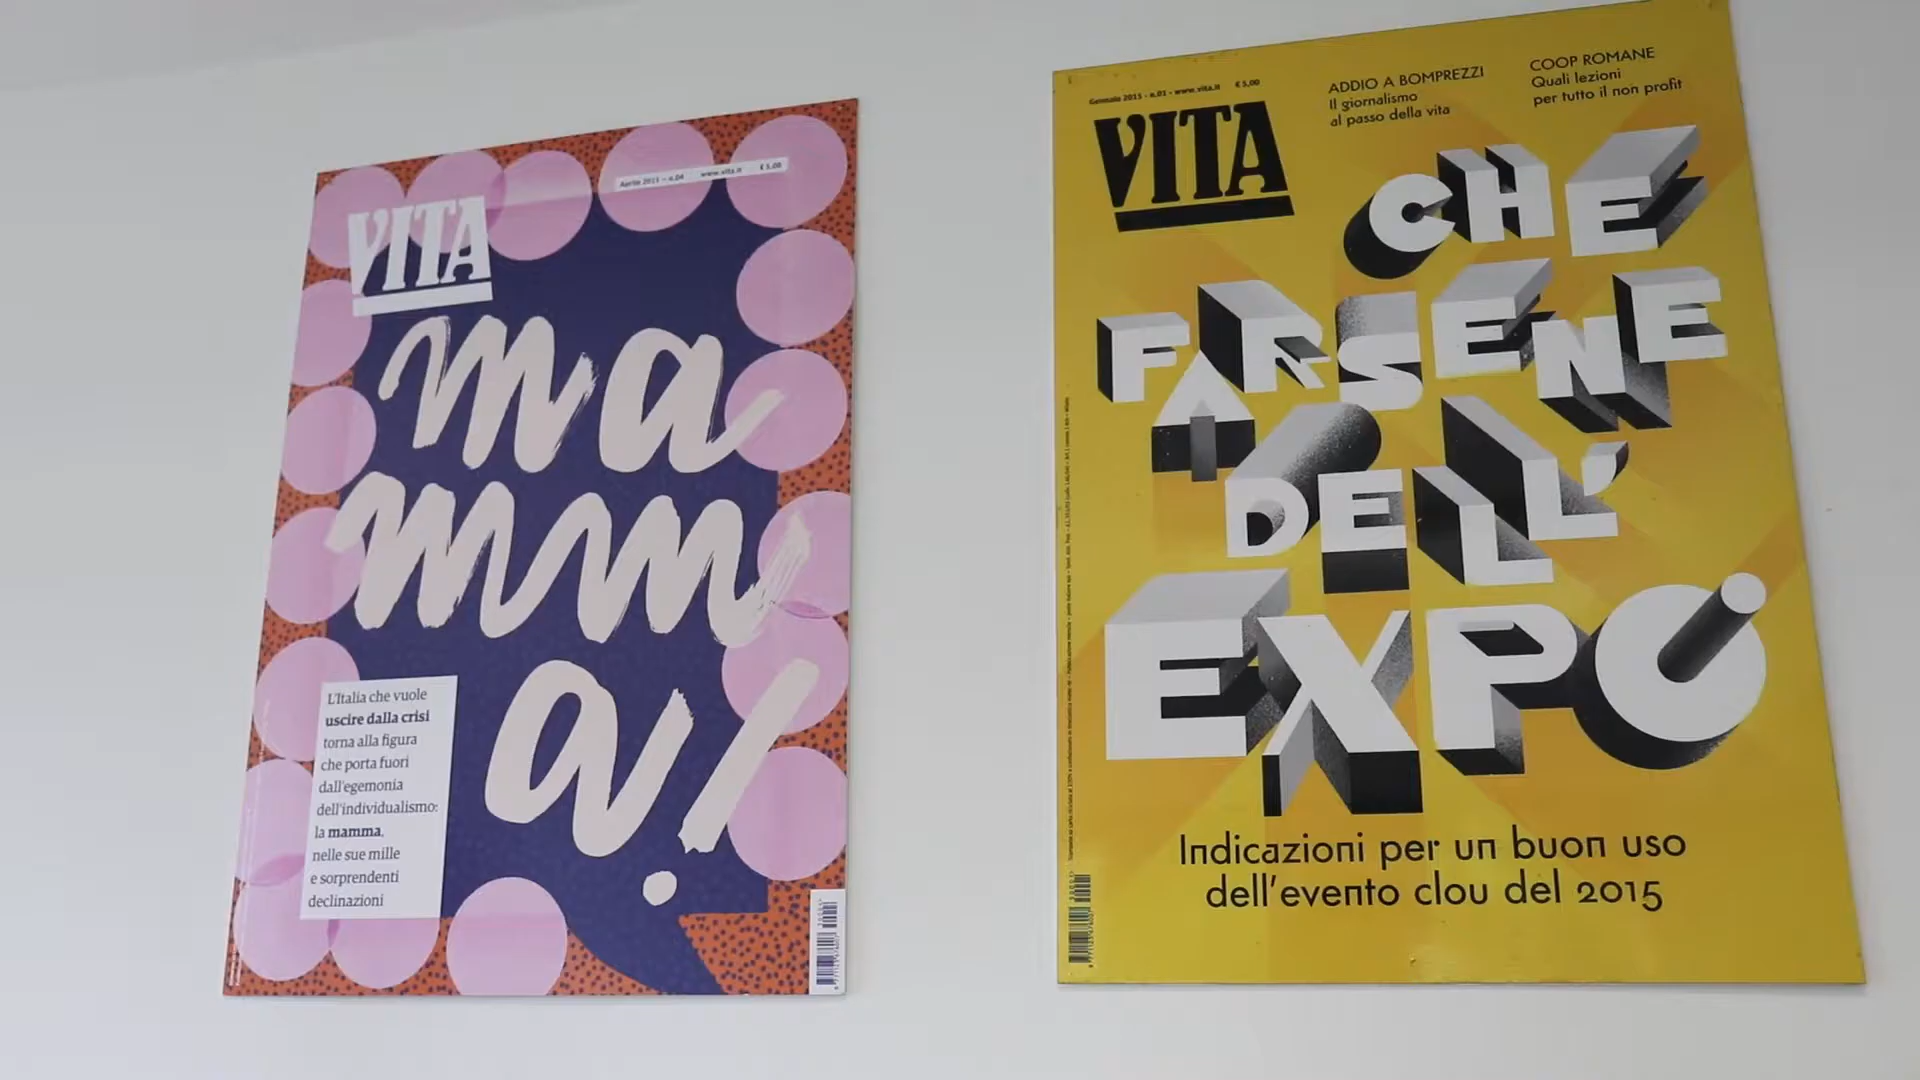 Aprile 2015 - n.04 www.vita.it € 5,00
VITA
mamma!
L'Italia che vuole
uscire dalla crisi
torna alla figura
che porta fuori
dall'egemonia
dell'individualismo:
la mamma,
nelle sue mille
e sorprendenti
declinazioni
Gennaio 2015 - n.01 - www.vita.it € 5,00
VITA
ADDIO A BOMPREZZI
Il giornalismo
al passo della vita
COOP ROMANE
Quali lezioni
per tutto il non profit
CHE
FARSENE
DELL'
EXPO
Indicazioni per un buon uso
dell'evento clou del 2015